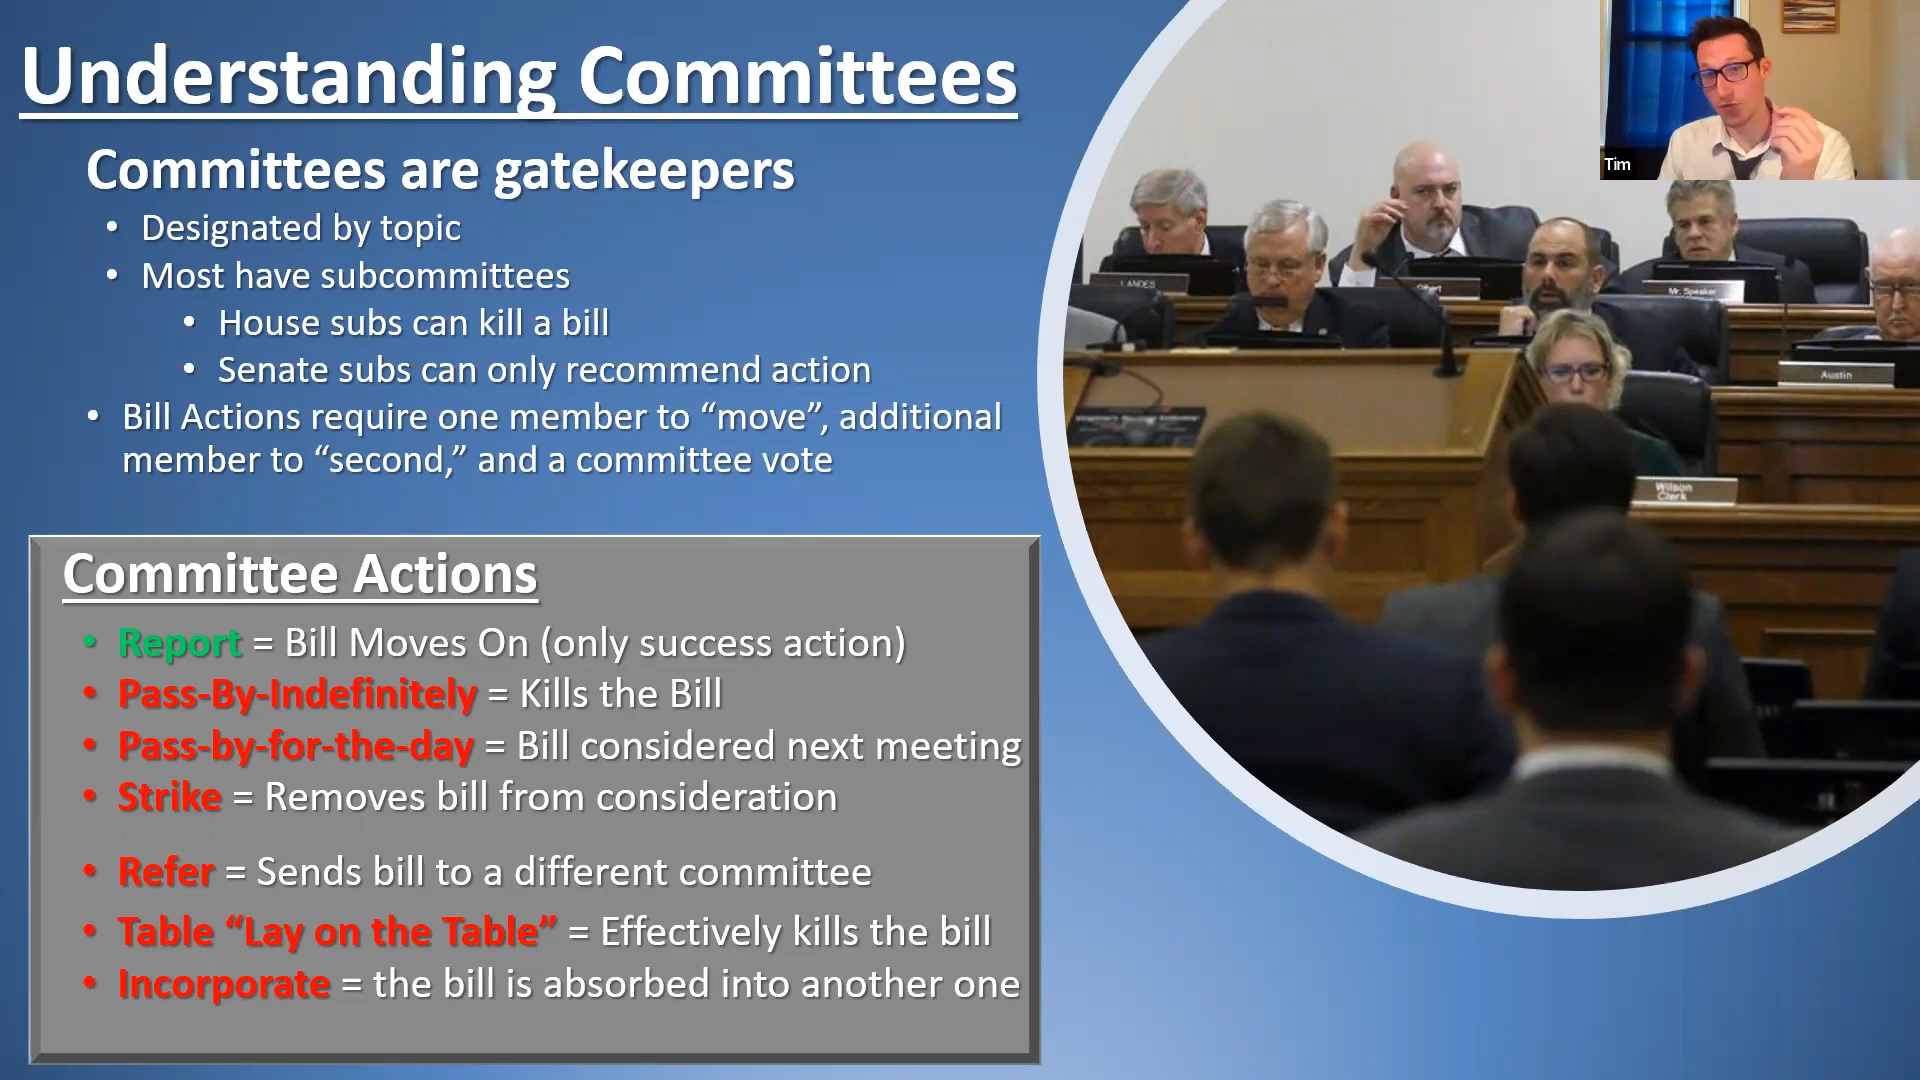 Understanding Committees
Committees are gatekeepers
• Designated by topic
• Most have subcommittees
• House subs can kill a bill
• Senate subs can only recommend action
• Bill Actions require one member to “move”, additional
member to “second,” and a committee vote
Committee Actions
• Report = Bill Moves On (only success action)
• Pass-By-Indefinitely = Kills the Bill
• Pass-by-for-the-day = Bill considered next meeting
• Strike = Removes bill from consideration
• Refer = Sends bill to a different committee
• Table “Lay on the Table” = Effectively kills the bill
• Incorporate = the bill is absorbed into another one
Tim
LANDES
Mr. Speaker
Austin
Wilson
Clerk